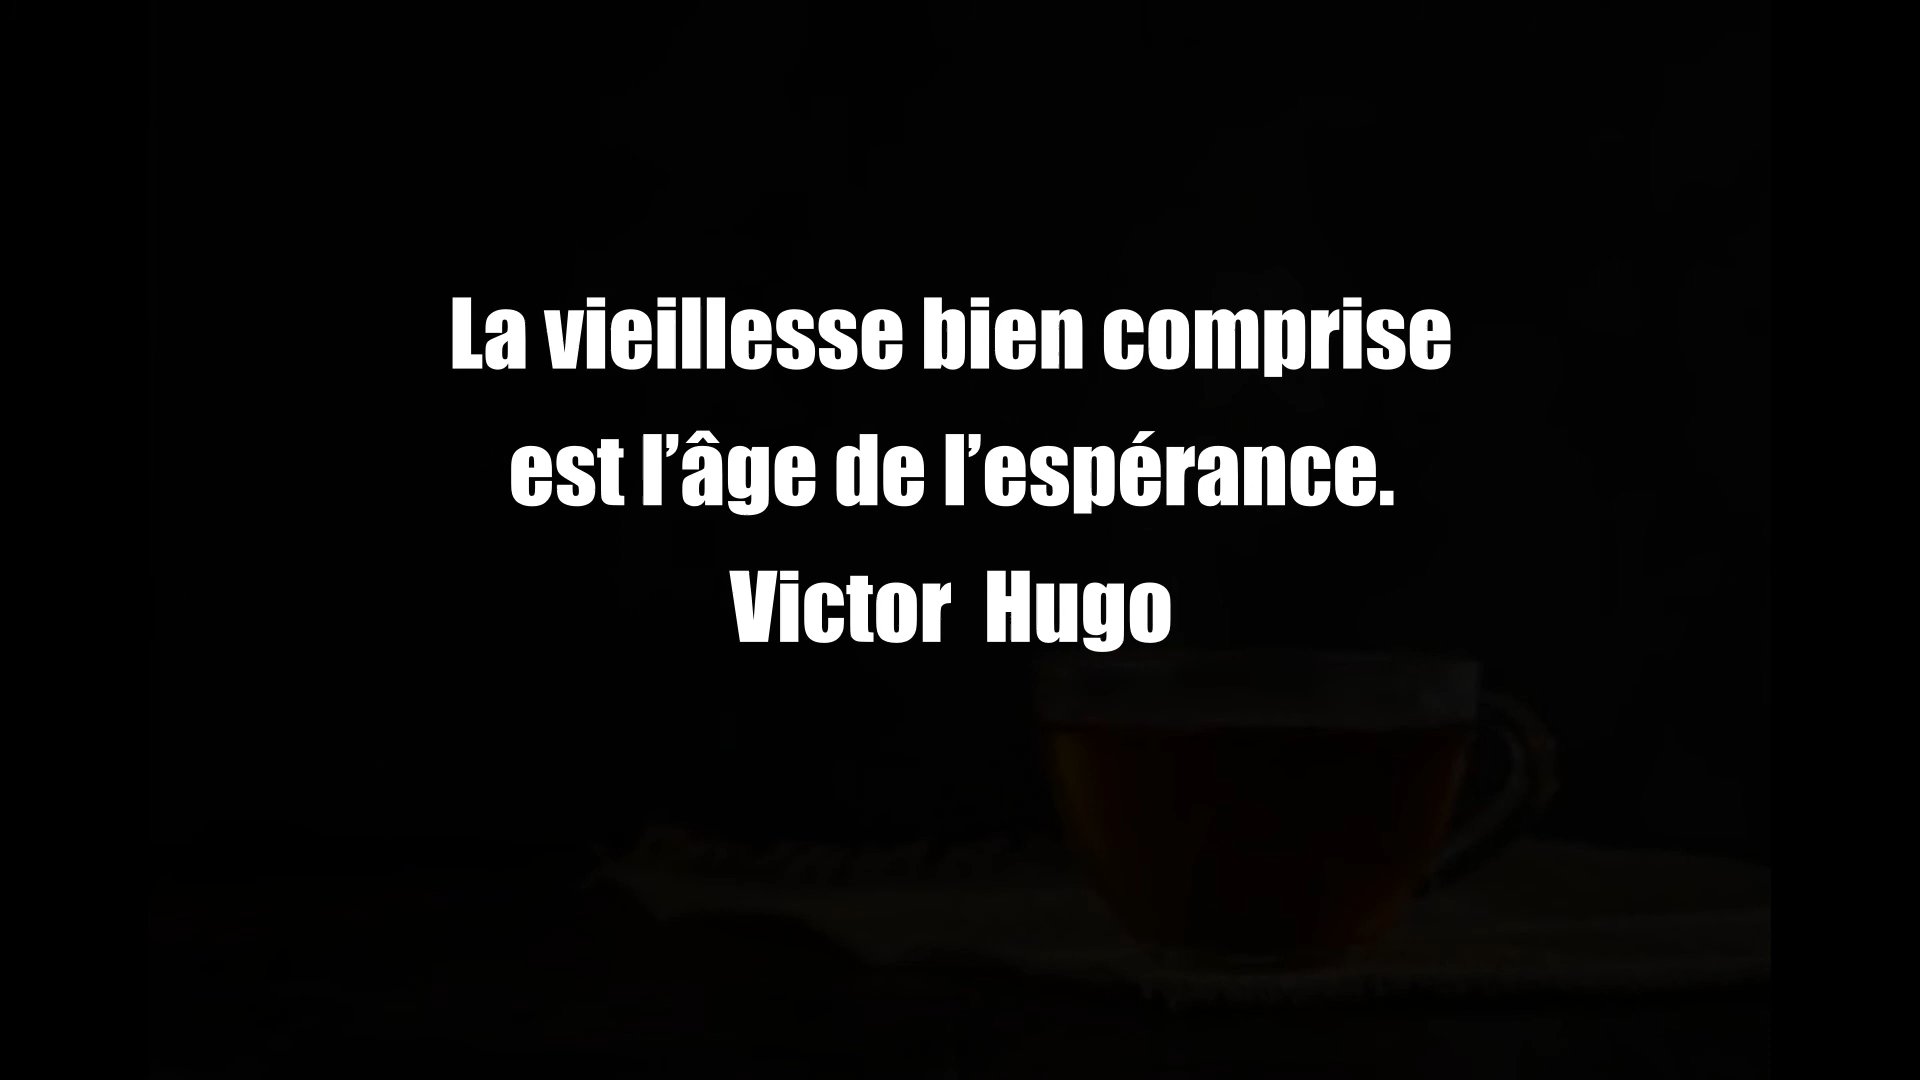 La vieillesse bien comprise
est l’âge de l’espérance.
Victor  Hugo